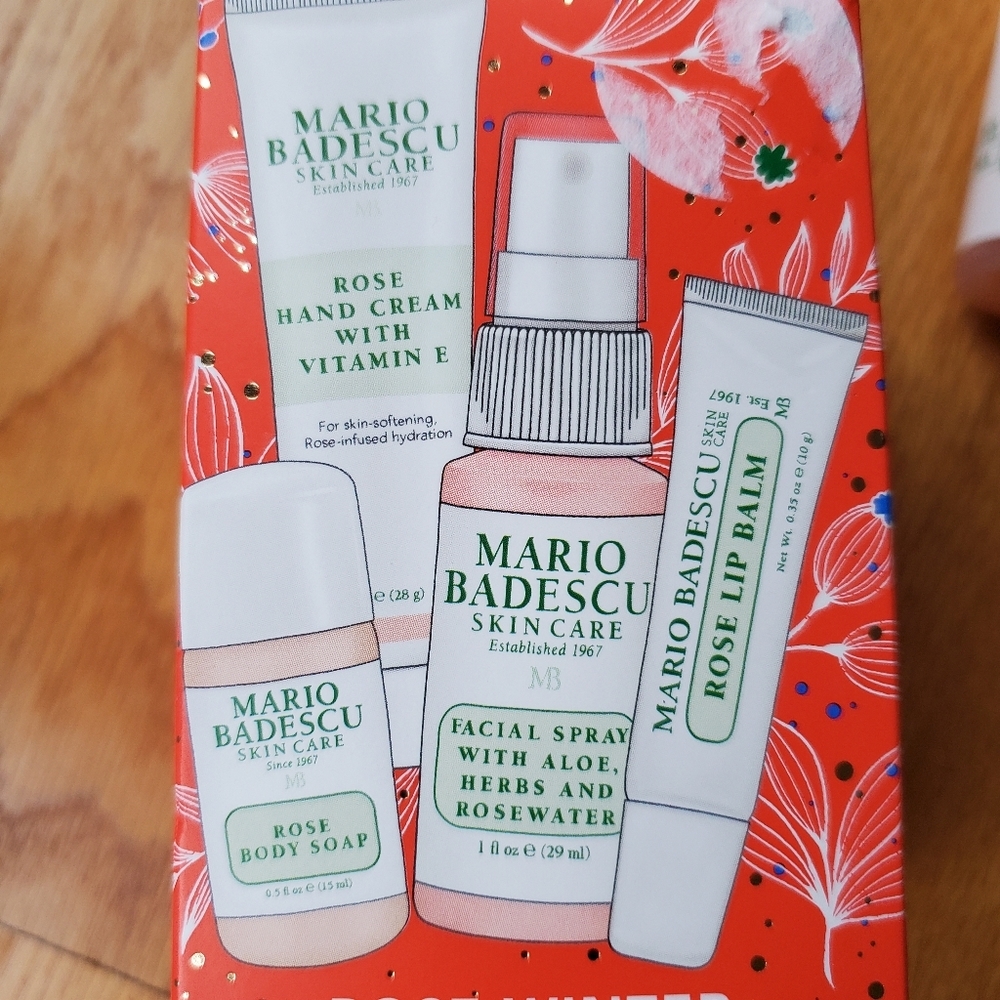 MARIO
BADESCU
SKIN CARE
Established 1967
MB
ROSE
HAND CREAM
WITH
VITAMIN E
For skin-softening,
Rose-infused hydration
e (28 g)
MARIO
BADESCU
SKIN CARE
Since 1967
MB
ROSE
BODY SOAP
0.5 fl oz e (15 ml)
MARIO
BADESCU
SKIN CARE
Established 1967
MB
FACIAL SPRAY
WITH ALOE,
HERBS AND
ROSEWATER
1 fl oz e (29 ml)
MARIO BADESCU SKIN CARE
Est. 1967
MB
ROSE LIP BALM
Net Wt. 0.35 oz e (10 g)
ROSE WINTER